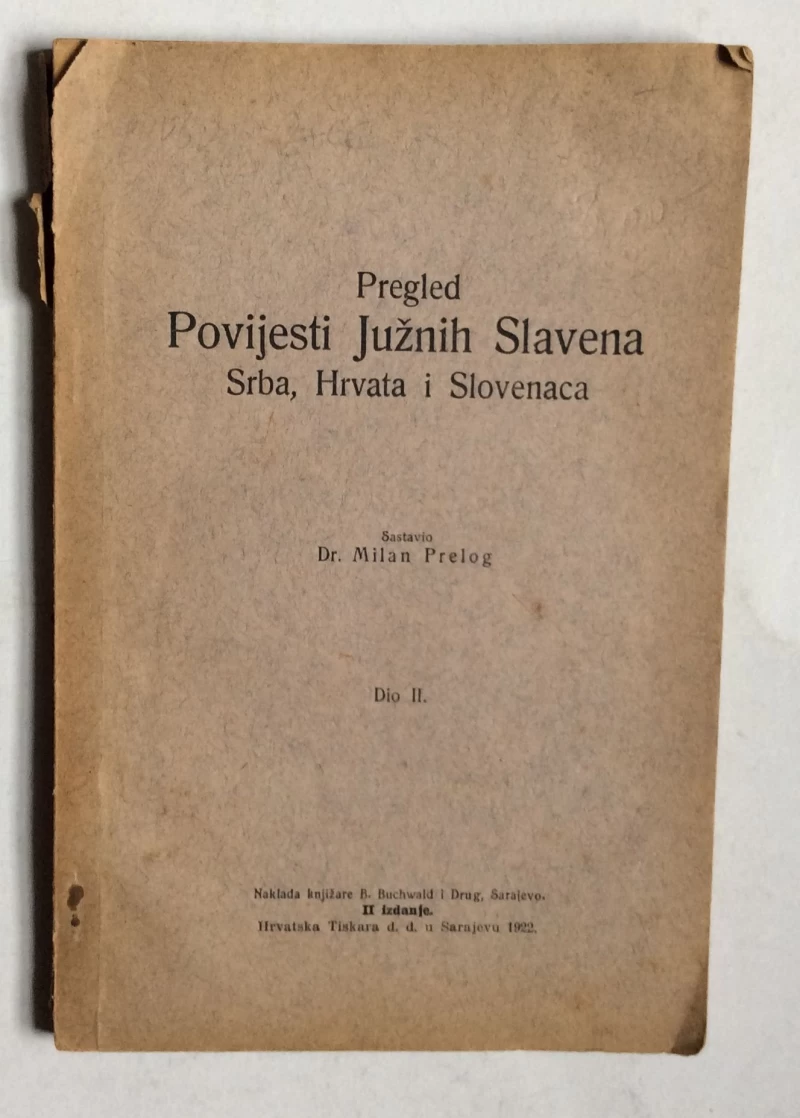 Pregled
Povijesti Južnih Slavena
Srba, Hrvata i Slovenaca
Sastavio
Dr. Milan Prelog
Dio II.
Naklada knjižare B. Buchwald i Drug, Sarajevo.
II izdanje.
Hrvatska Tiskara d. d. u Sarajevu 1922.